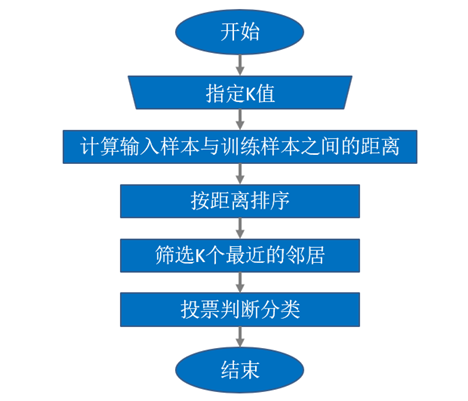 开始
指定K值
计算输入样本与训练样本之间的距离
按距离排序
筛选K个最近的邻居
投票判断分类
结束